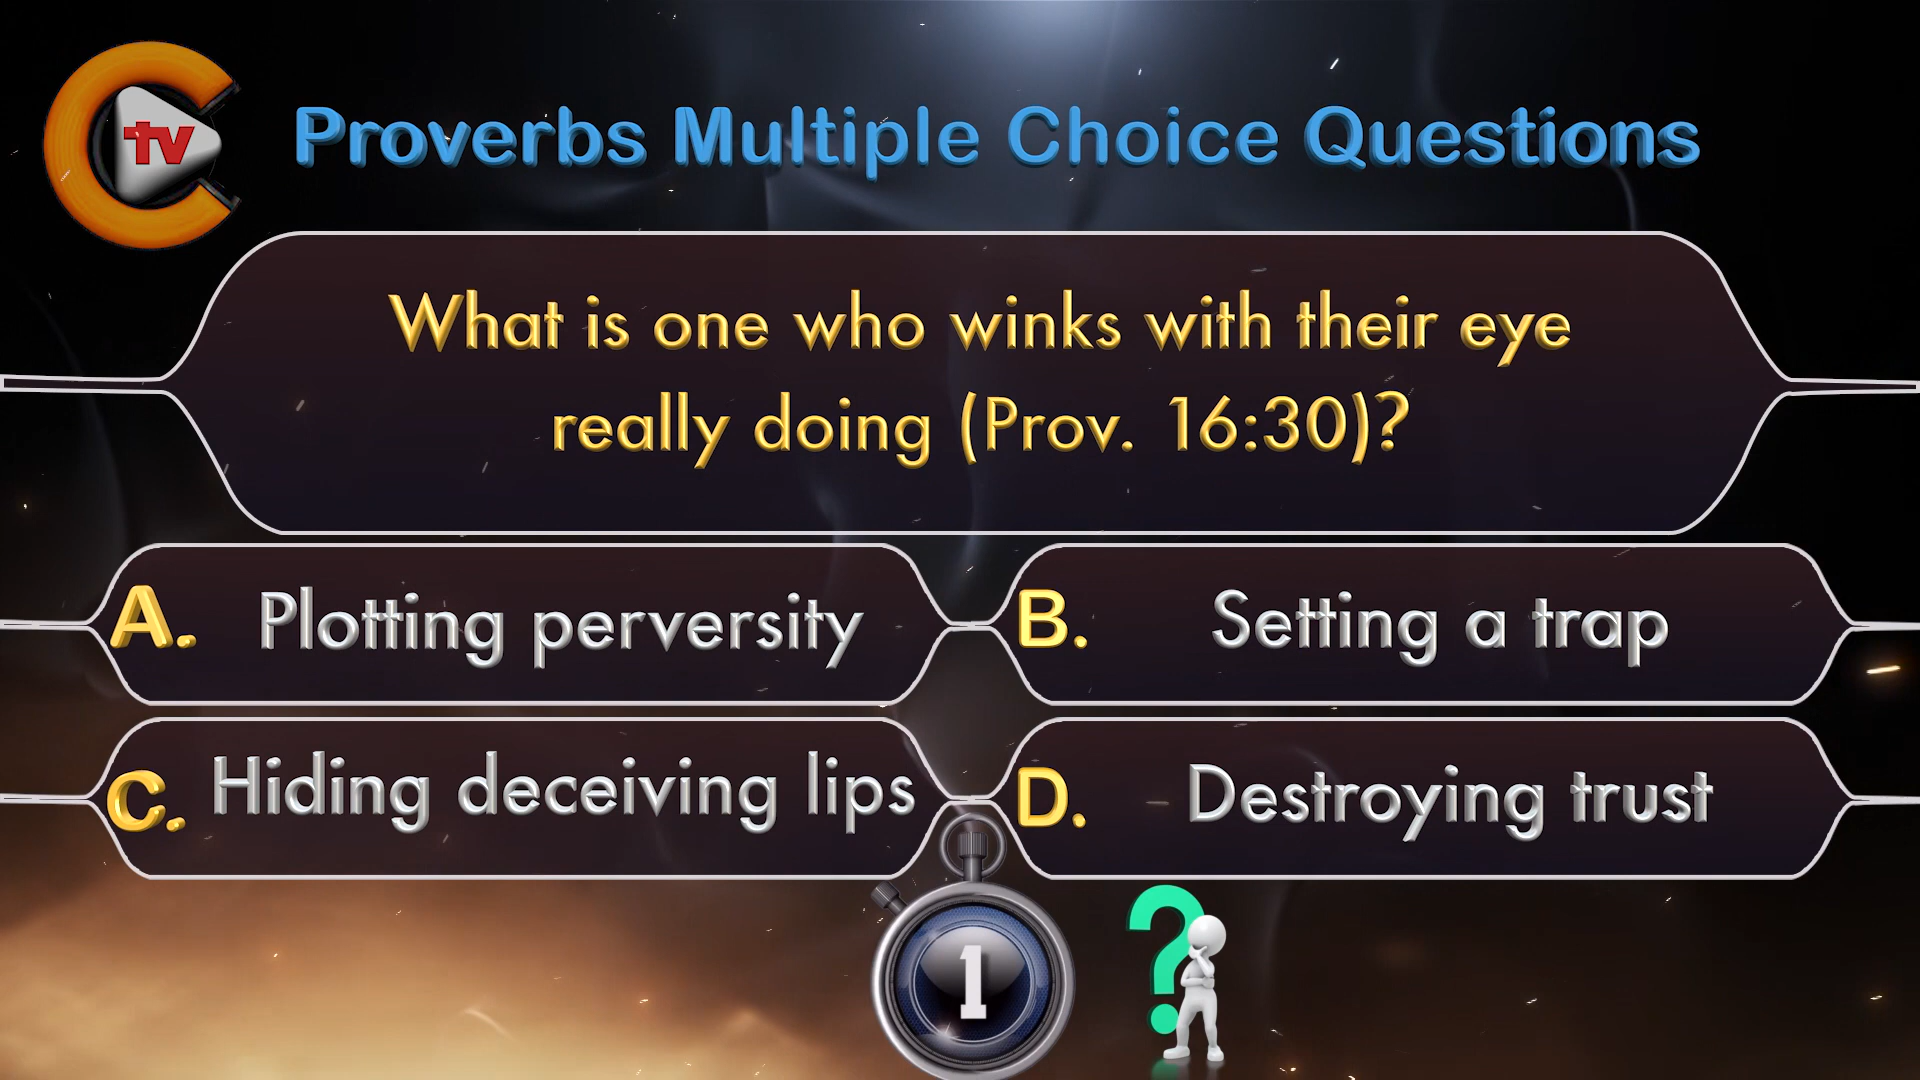 tv
Proverbs Multiple Choice Questions
What is one who winks with their eye
really doing (Prov. 16:30)?
A. Plotting perversity
B. Setting a trap
C. Hiding deceiving lips
D. Destroying trust
1
?